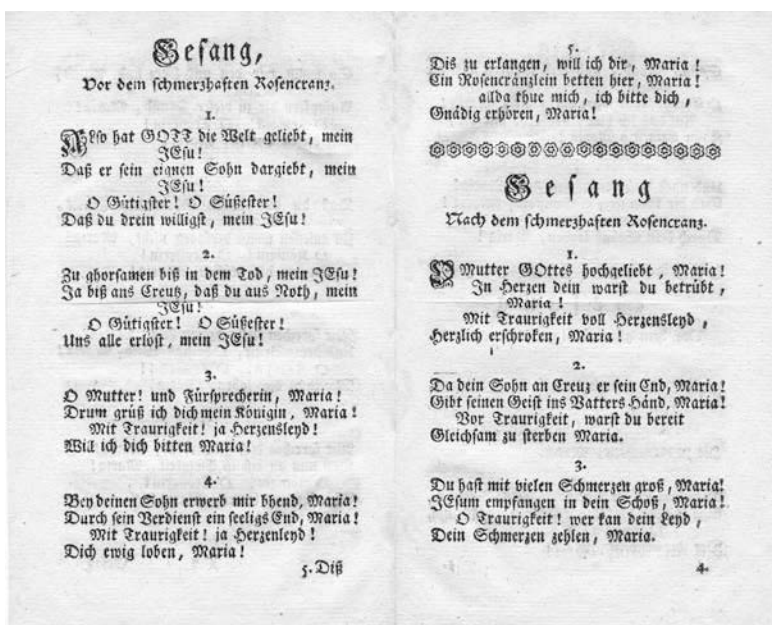 Gesang,
Vor dem schmerzhaften Rosencranz.
1.
Also hat GOTT die Welt geliebt, mein
JEsu!
Daß er sein eignen Sohn dargiebt, mein
JEsu!
O Gütigster! O Süßester!
Daß du drein willigst, mein JEsu!
2.
Zu ghorsamen biß in dem Tod, mein JEsu!
Ja biß ans Creutz, daß du aus Noth, mein
JEsu!
O Gütigster! O Süßester!
Uns alle erlößt, mein JEsu!
3.
O Mutter! und Fürsprecherin, Maria!
Drum grüß ich dich mein Königin, Maria!
Mit Traurigkeit! ja Herzensleyd!
Will ich dich bitten Maria!
4.
Bey deinen Sohn erwerb mir bhend, Maria!
Durch sein Verdienst ein seeligs End, Maria!
Mit Traurigkeit! ja Herzenleyd!
Dich ewig loben, Maria!
5. Diß
5.
Dis zu erlangen, will ich dir, Maria!
Ein Rosencränzlein betten hier, Maria!
allda thue mich, ich bitte dich,
Gnädig erhören, Maria!
Gesang
Nach dem schmerzhaften Rosencranz.
1.
O Mutter GOttes hochgeliebt, Maria!
In Herzen dein warst du betrübt,
Maria!
Mit Traurigkeit voll Herzensleyd,
Herzlich erschroken, Maria!
2.
Da dein Sohn an Creuz er sein End, Maria!
Gibt seinen Geist ins Vatters Händ, Maria!
Vor Traurigkeit, warst du bereit
Gleichsam zu sterben Maria.
3.
Du hast mit vielen Schmerzen groß, Maria!
JEsum empfangen in dein Schoß, Maria!
O Traurigkeit! wer kan dein Leyd,
Dein Schmerzen zehlen, Maria.
4.